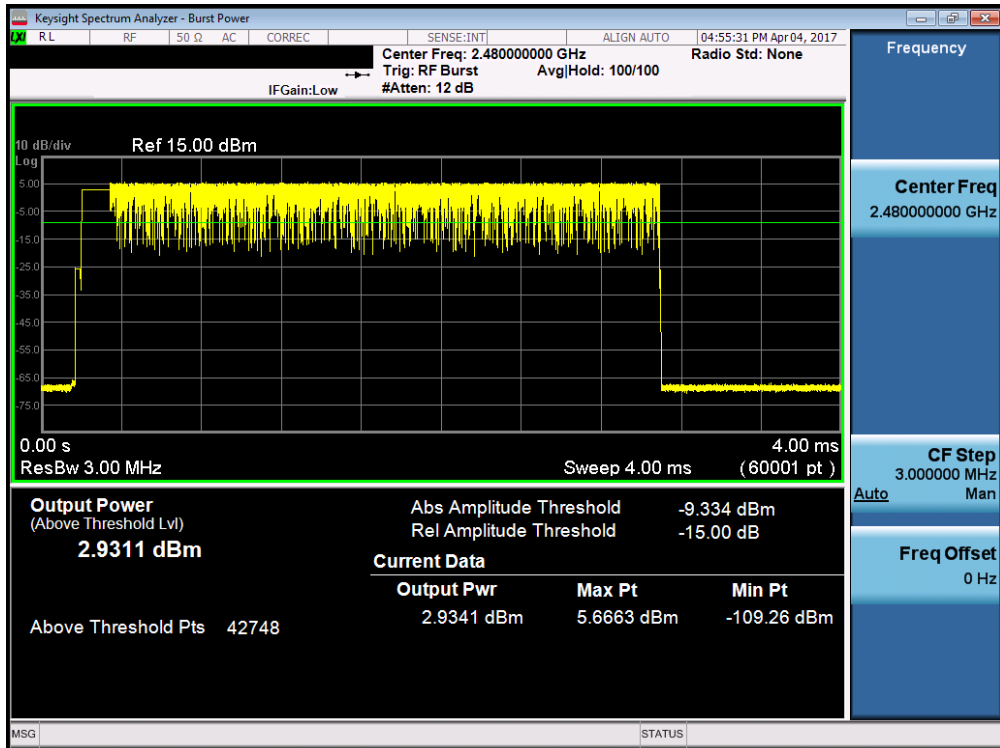 Keysight Spectrum Analyzer - Burst Power
LXI RL RF 50 Ω AC CORREC SENSE:INT ALIGN AUTO 04:55:31 PM Apr 04, 2017
Center Freq: 2.480000000 GHz Radio Std: None
Trig: RF Burst Avg|Hold: 100/100
IFGain:Low #Atten: 12 dB
Frequency
10 dB/div Ref 15.00 dBm
Log
5.00
-5.00
-15.0
-25.0
-35.0
-45.0
-55.0
-65.0
-75.0
0.00 s 4.00 ms
ResBw 3.00 MHz Sweep 4.00 ms (60001 pt)
Center Freq
2.480000000 GHz
CF Step
3.000000 MHz
Auto Man
Freq Offset
0 Hz
Output Power
(Above Threshold Lvl)
2.9311 dBm
Above Threshold Pts 42748
Abs Amplitude Threshold -9.334 dBm
Rel Amplitude Threshold -15.00 dB
Current Data
Output Pwr Max Pt Min Pt
2.9341 dBm 5.6663 dBm -109.26 dBm
MSG STATUS